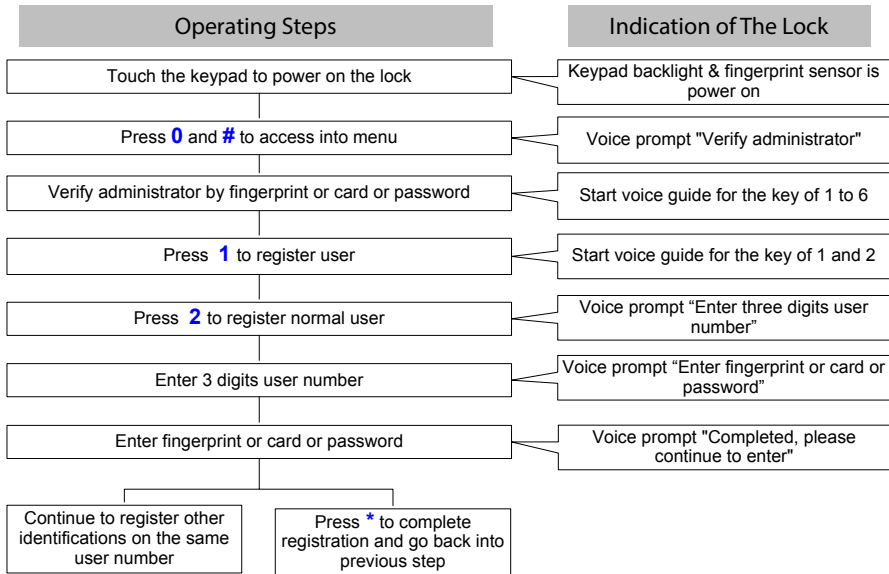 Operating Steps
Indication of The Lock
Touch the keypad to power on the lock
Keypad backlight & fingerprint sensor is
power on
Press 0 and # to access into menu
Voice prompt "Verify administrator"
Verify administrator by fingerprint or card or password
Start voice guide for the key of 1 to 6
Press 1 to register user
Start voice guide for the key of 1 and 2
Press 2 to register normal user
Voice prompt “Enter three digits user
number”
Enter 3 digits user number
Voice prompt “Enter fingerprint or card or
password”
Enter fingerprint or card or password
Voice prompt "Completed, please
continue to enter"
Continue to register other
identifications on the same
user number
Press * to complete
registration and go back into
previous step